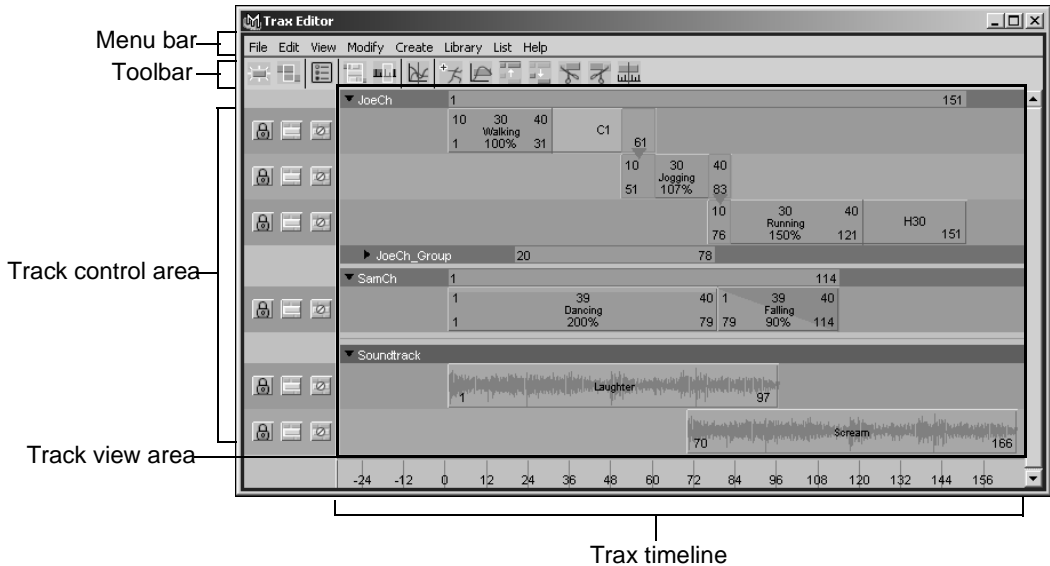 Trax Editor
Menu bar
File Edit View Modify Create Library List Help
Toolbar
JoeCh 1 151
10 30 40
Walking C1
1 100% 31 61
10 30 40
Jogging
51 107% 83
10 30 40
Running H30
76 150% 121 151
JoeCh_Group 20 78
Track control area
SamCh 1 114
1 39 40 1 39 40
Dancing Falling
1 200% 79 79 90% 114
Soundtrack
Laughter
1 97
Scream
70 166
Track view area
-24 -12 0 12 24 36 48 60 72 84 96 108 120 132 144 156
Trax timeline